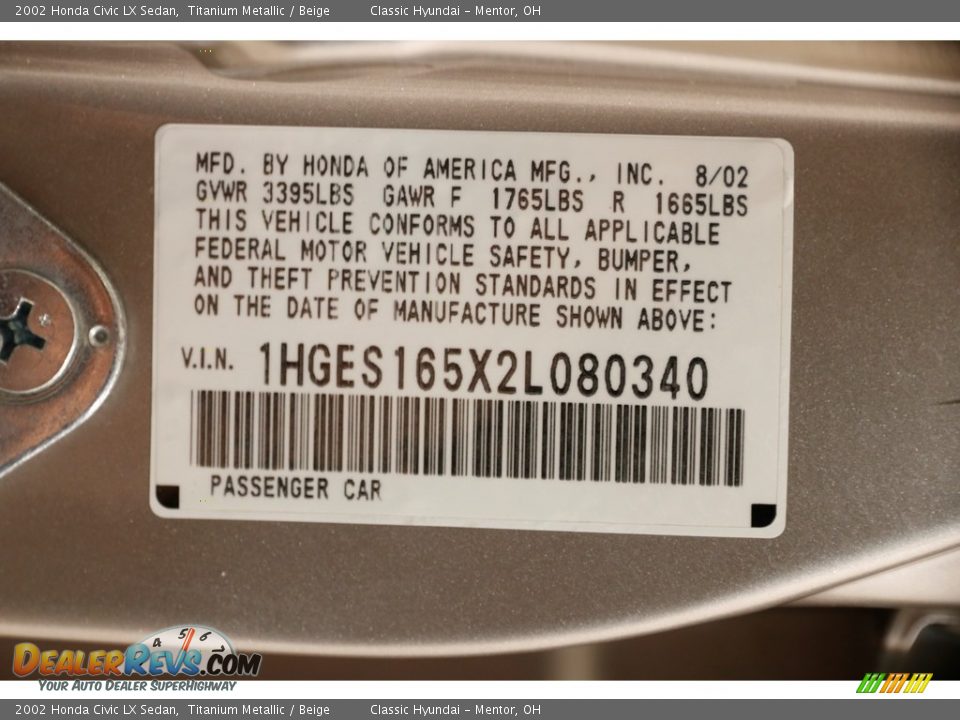 2002 Honda Civic LX Sedan, Titanium Metallic / Beige Classic Hyundai - Mentor, OH
MFD. BY HONDA OF AMERICA MFG., INC. 8/02
GVWR 3395LBS GAWR F 1765LBS R 1665LBS
THIS VEHICLE CONFORMS TO ALL APPLICABLE
FEDERAL MOTOR VEHICLE SAFETY, BUMPER,
AND THEFT PREVENTION STANDARDS IN EFFECT
ON THE DATE OF MANUFACTURE SHOWN ABOVE:
V.I.N. 1HGES165X2L080340
PASSENGER CAR
4 5 6
DEALERREVS.COM
YOUR AUTO DEALER SUPERHIGHWAY
2002 Honda Civic LX Sedan, Titanium Metallic / Beige Classic Hyundai - Mentor, OH